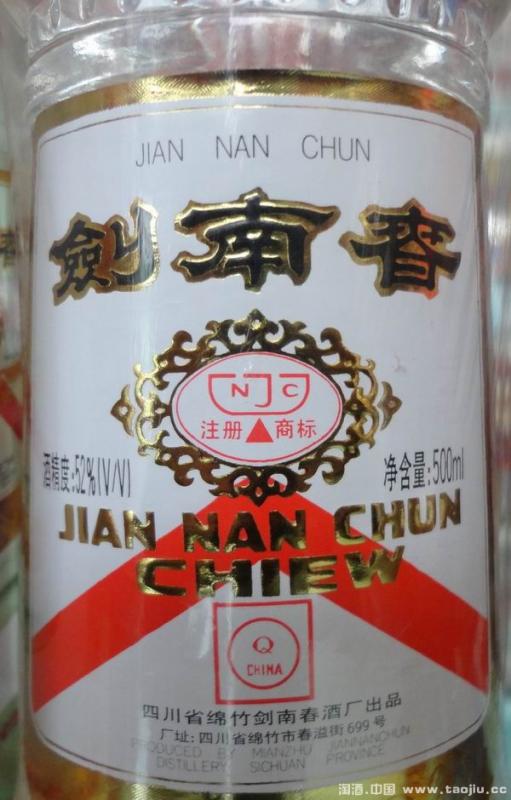 JIAN NAN CHUN
劍南春
NJC
注册▲商标
酒精度:52%(V/V)
净含量:500ml
JIAN NAN CHUN
CHIEW
Q
CHINA
四川省绵竹剑南春酒厂出品
厂址:四川省绵竹市春溢街699号
PRODUCED BY MIANZHU JIANNANCHUN
DISTILLERY SICHUAN PROVINCE
淘酒.中国 www.taojiu.cc